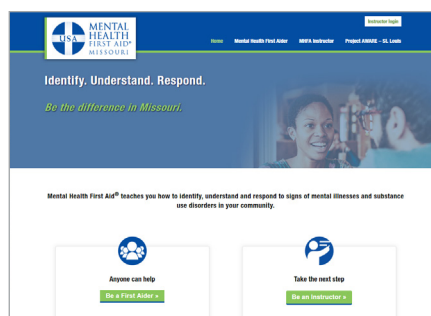 Instructor login
USA
MENTAL
HEALTH
FIRST AID®
MISSOURI
Home Mental Health First Aider MHFA Instructor Project AWARE – St. Louis
Identify. Understand. Respond.
Be the difference in Missouri.
Mental Health First Aid® teaches you how to identify, understand and respond to signs of mental illnesses and substance
use disorders in your community.
Anyone can help
Be a First Aider »
Take the next step
Be an Instructor »